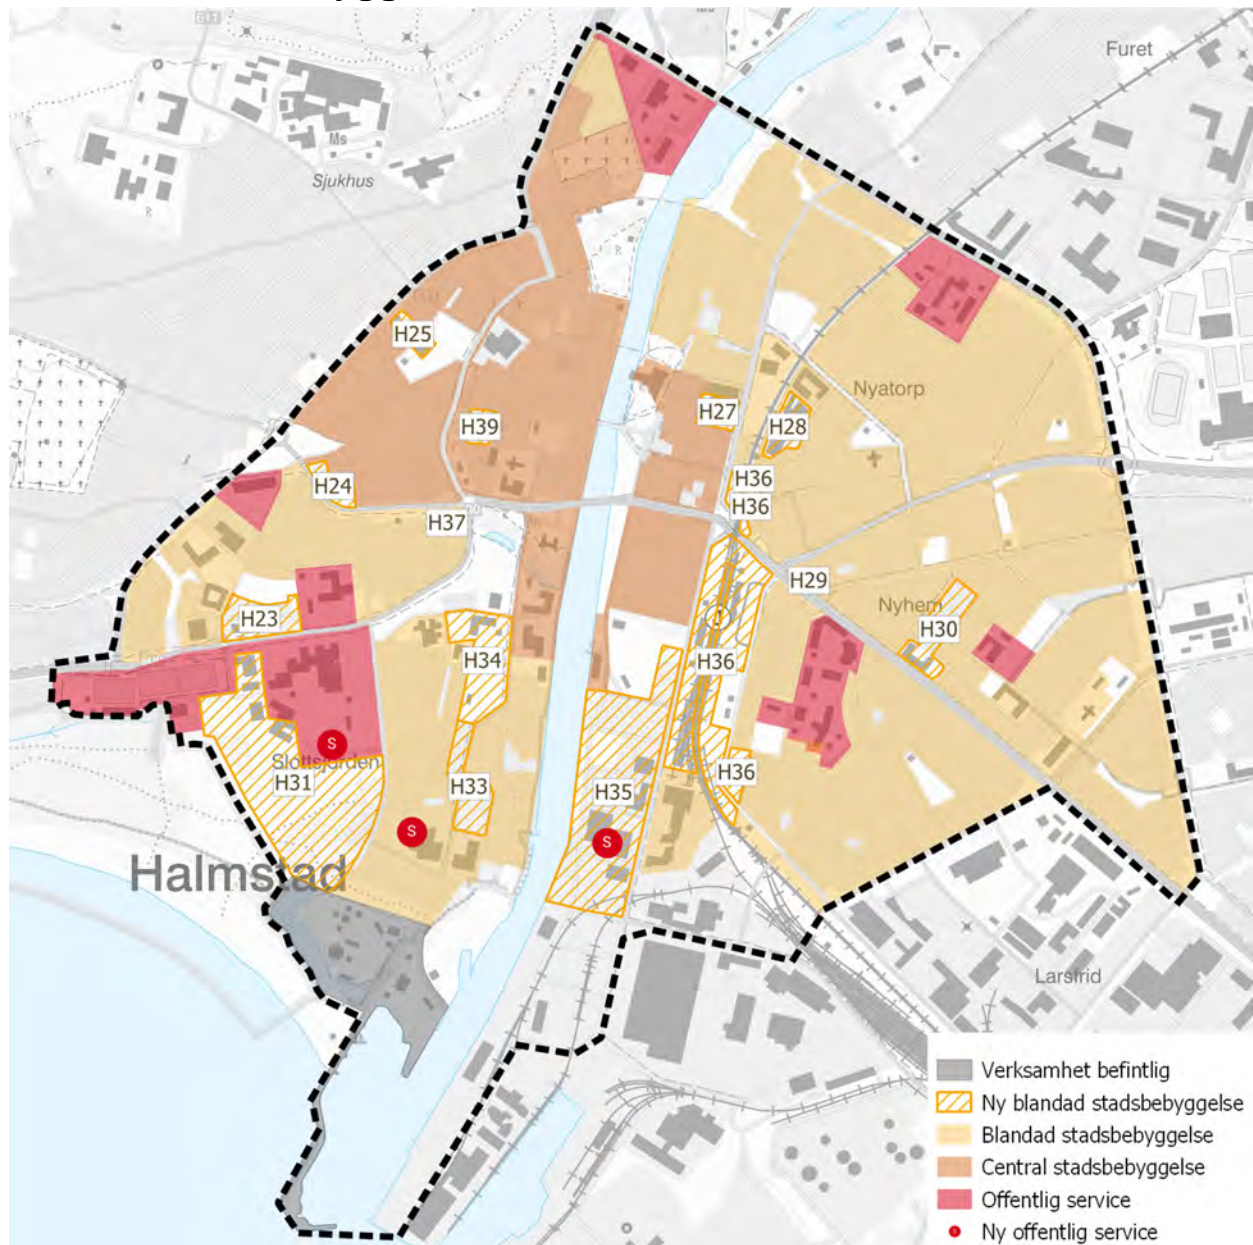 611
Ms
Furet
Ms
Sjukhus
H25
Nyatorp
H27
H28
H39
H36
H24
H36
H37
H29
Nyhem
H23
H30
H34
H36
S
Slottsjorden
H31
H36
H33
H35
S
S
Halmstad
Larsfrid
Verksamhet befintlig
Ny blandad stadsbebyggelse
Blandad stadsbebyggelse
Central stadsbebyggelse
Offentlig service
S Ny offentlig service